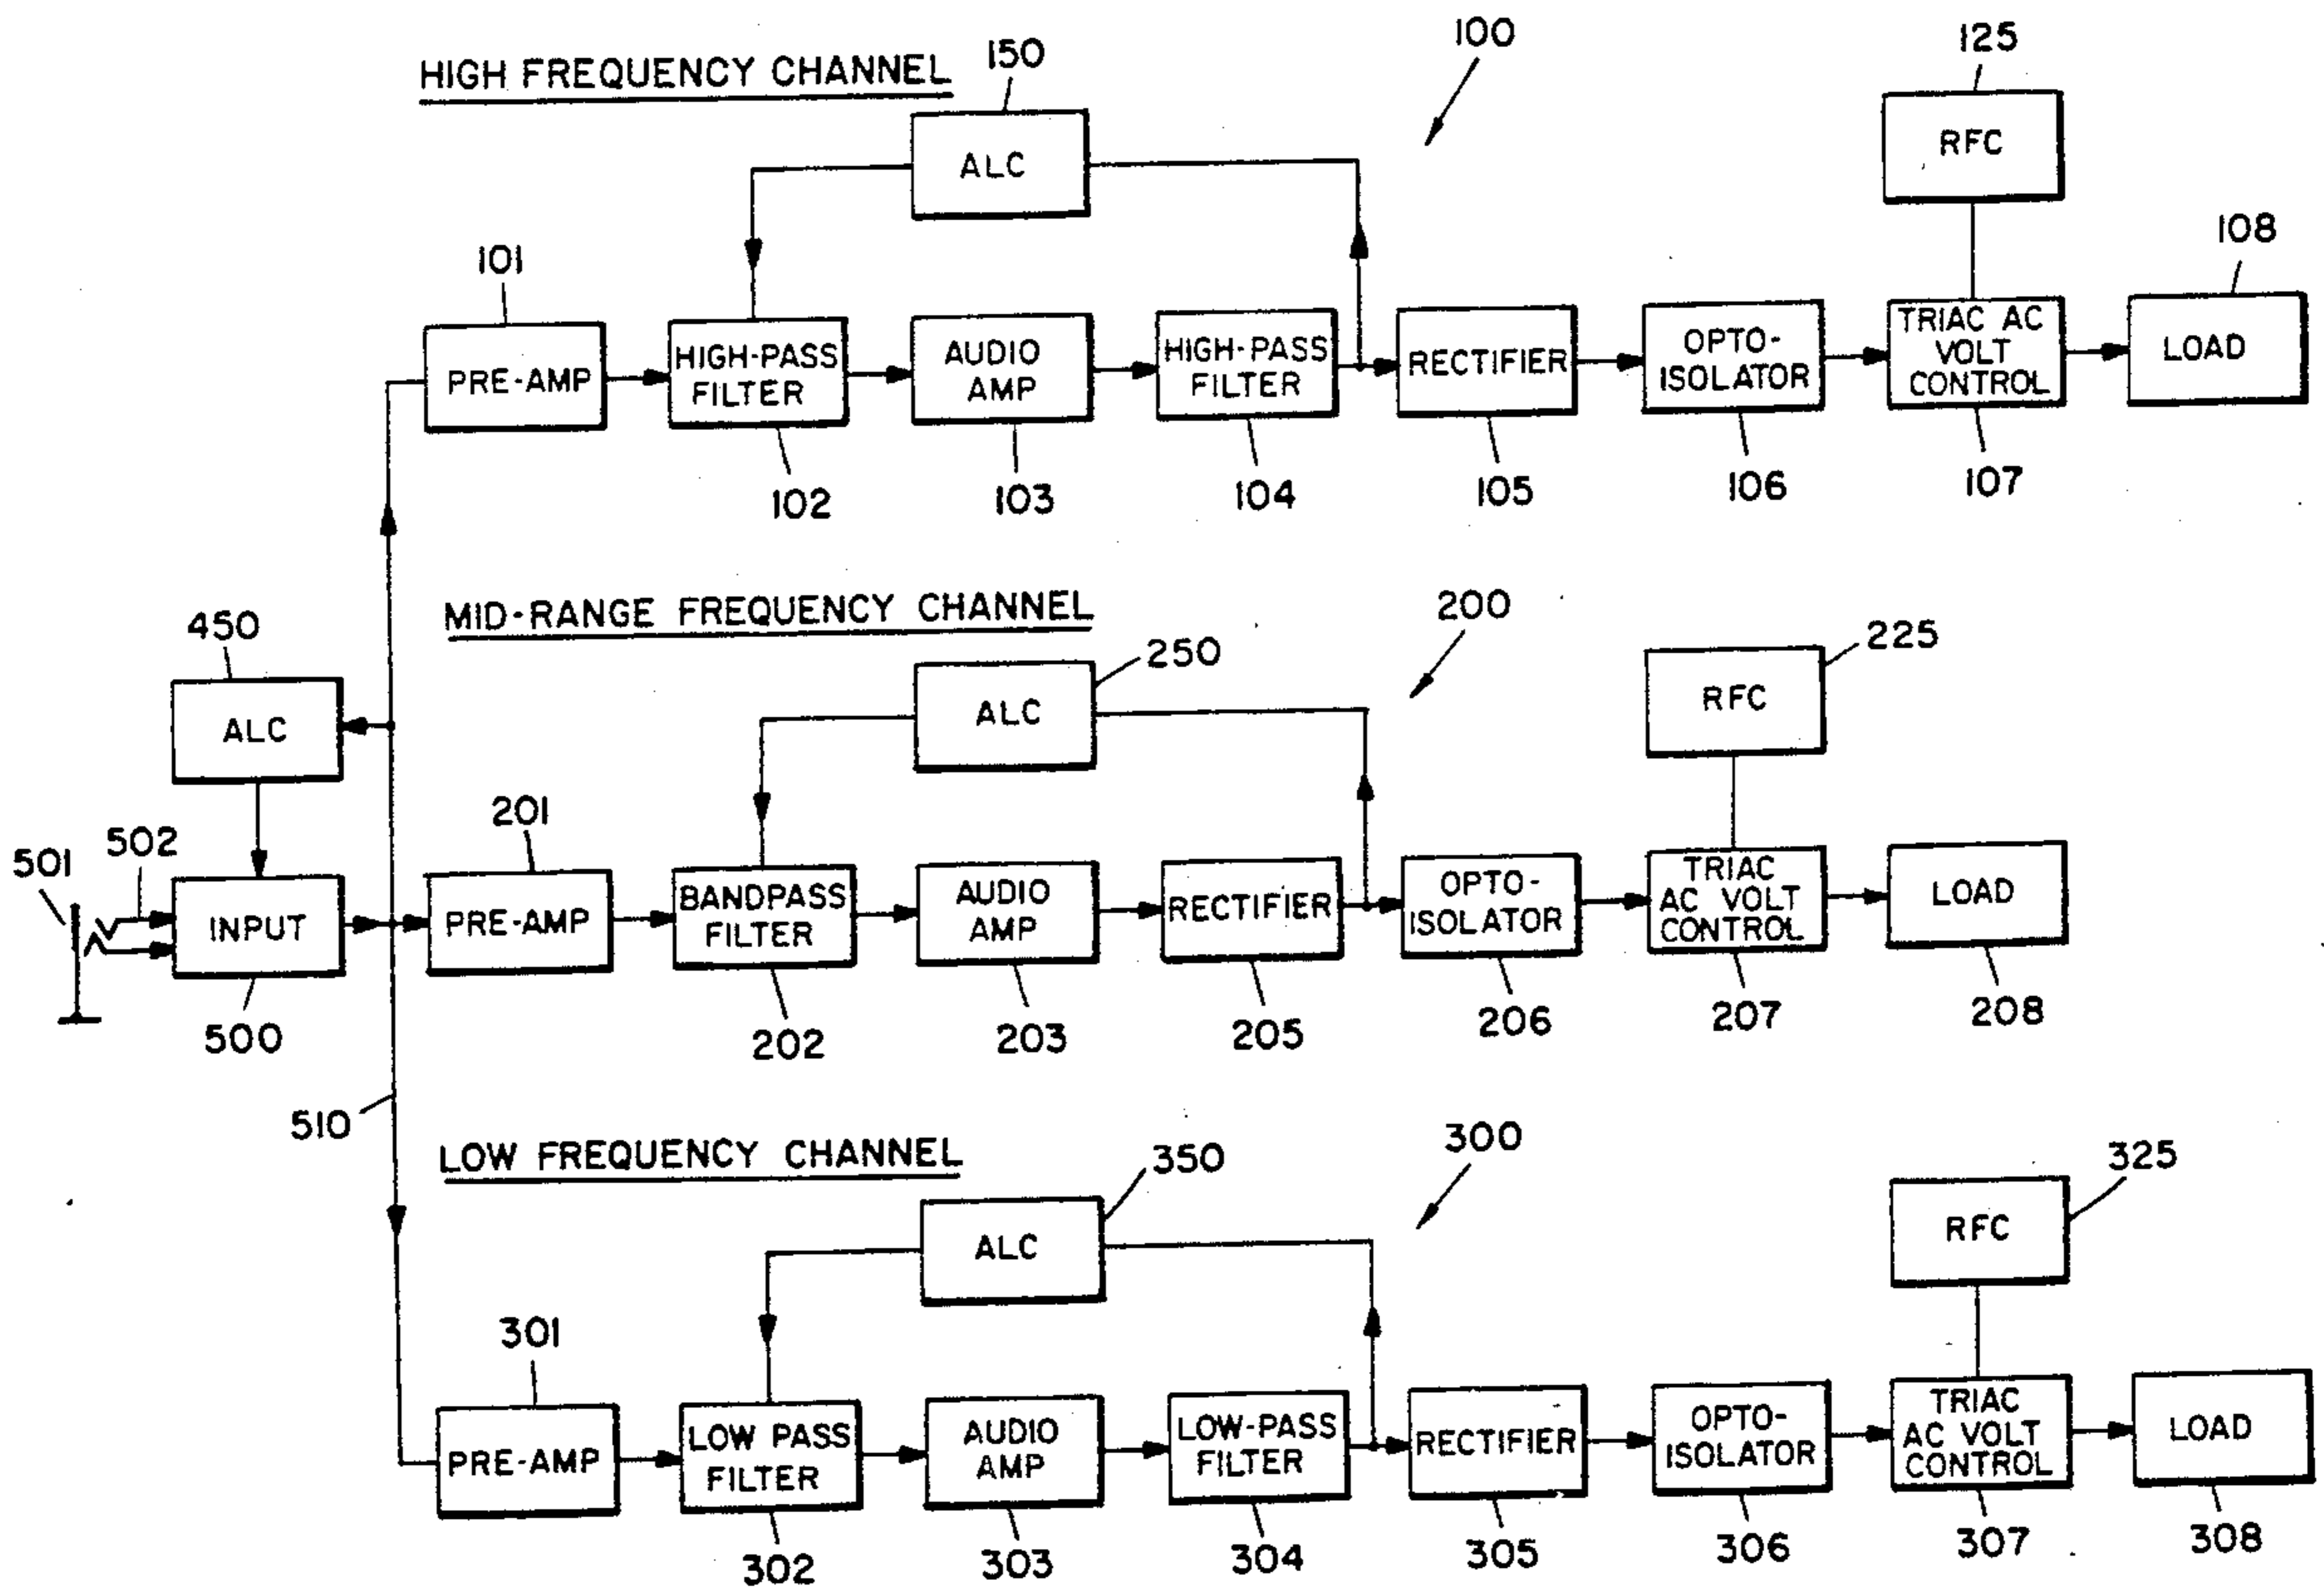 HIGH FREQUENCY CHANNEL
150
100
125
ALC
RFC
101
108
PRE-AMP
HIGH-PASS
FILTER
AUDIO
AMP
HIGH-PASS
FILTER
RECTIFIER
OPTO-
ISOLATOR
TRIAC AC
VOLT
CONTROL
LOAD
102
103
104
105
106
107
MID-RANGE FREQUENCY CHANNEL
200
450
250
225
ALC
ALC
RFC
201
502
501
INPUT
PRE-AMP
BANDPASS
FILTER
AUDIO
AMP
RECTIFIER
OPTO-
ISOLATOR
TRIAC
AC VOLT
CONTROL
LOAD
500
202
203
205
206
207
208
510
LOW FREQUENCY CHANNEL
350
300
325
ALC
RFC
301
PRE-AMP
LOW PASS
FILTER
AUDIO
AMP
LOW-PASS
FILTER
RECTIFIER
OPTO-
ISOLATOR
TRIAC
AC VOLT
CONTROL
LOAD
302
303
304
305
306
307
308